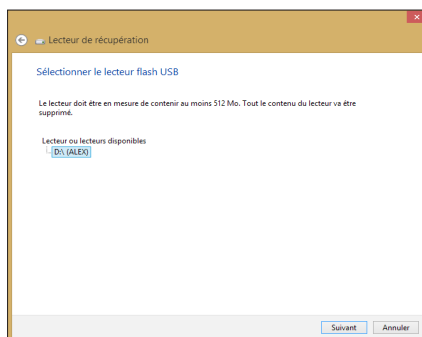 Lecteur de récupération
Sélectionner le lecteur flash USB
Le lecteur doit être en mesure de contenir au moins 512 Mo. Tout le contenu du lecteur va être
supprimé.
Lecteur ou lecteurs disponibles
D:\ (ALEX)
Suivant Annuler